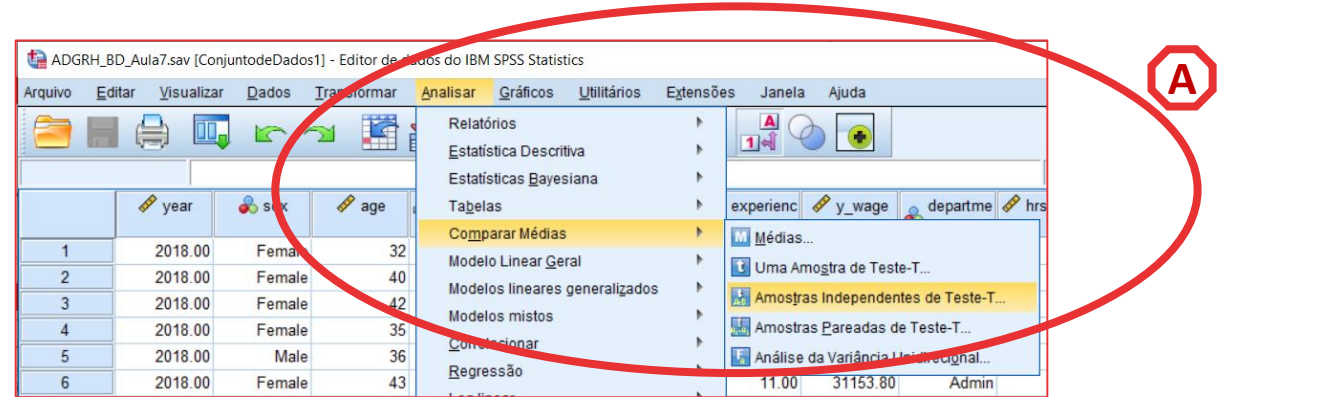 A
ADGRH_BD_Aula7.sav [ConjuntodeDados1] - Editor de dados do IBM SPSS Statistics
Arquivo Editar Visualizar Dados Transformar Analisar Gráficos Utilitários Extensões Janela Ajuda
Relatórios
Estatística Descritiva
Estatísticas Bayesiana
Tabelas
Comparar Médias
Modelo Linear Geral
Modelos lineares generalizados
Modelos mistos
Correlacionar
Regressão
Médias...
Uma Amostra de Teste-T...
Amostras Independentes de Teste-T...
Amostras Pareadas de Teste-T...
Análise da Variância Unidirecional...
year sex age experienc y_wage departme hrs
1 2018.00 Female 32
2 2018.00 Female 40
3 2018.00 Female 42
4 2018.00 Female 35
5 2018.00 Male 36
6 2018.00 Female 43 11.00 31153.80 Admin